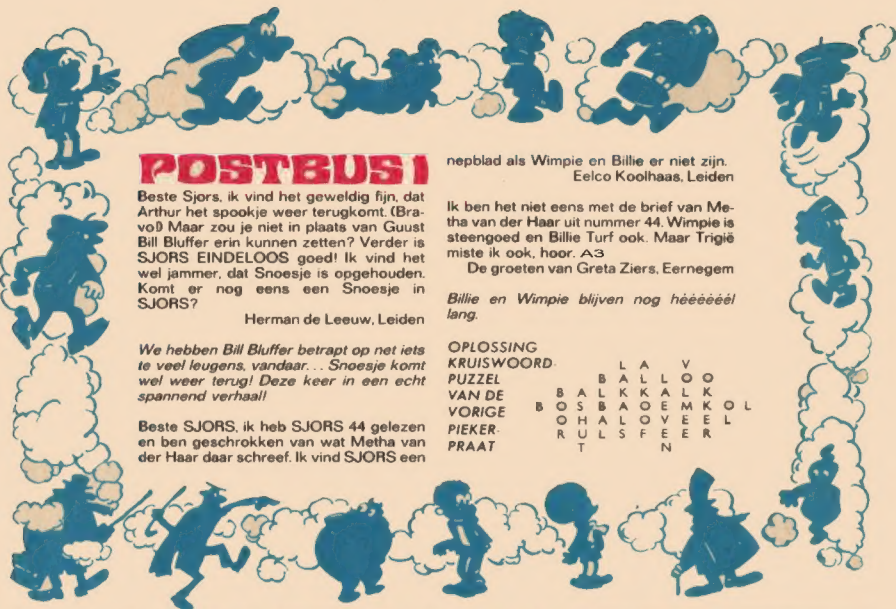 POSTBUS!
Beste Sjors, ik vind het geweldig fijn, dat
Arthur het spookje weer terugkomt. (Bra-
vo!) Maar zou je niet in plaats van Guust
Bill Bluffer erin kunnen zetten? Verder is
SJORS EINDELOOS goed! Ik vind het
wel jammer, dat Snoesje is opgehouden.
Komt er nog eens een Snoesje in
SJORS?
Herman de Leeuw, Leiden
We hebben Bill Bluffer betrapt op net iets
te veel leugens, vandaar... Snoesje komt
wel weer terug! Deze keer in een echt
spannend verhaal!
Beste SJORS, ik heb SJORS 44 gelezen
en ben geschrokken van wat Metha van
der Haar daar schreef. Ik vind SJORS een
nepblad als Wimpie en Billie er niet zijn.
Eelco Koolhaas, Leiden
Ik ben het niet eens met de brief van Me-
tha van der Haar uit nummer 44. Wimpie is
steengoed en Billie Turf ook. Maar Trigië
miste ik ook, hoor. A3
De groeten van Greta Ziers, Eernegem
Billie en Wimpie blijven nog hèèèèèèl
lang.
OPLOSSING
KRUISWOORD-
PUZZEL
VAN DE
VORIGE
PIEKER-
PRAAT
L A V
B A L L O O
B A L K K A L K
B O S B A O E M K O L
O H A L O V E E L
R U L S F E E R
T N